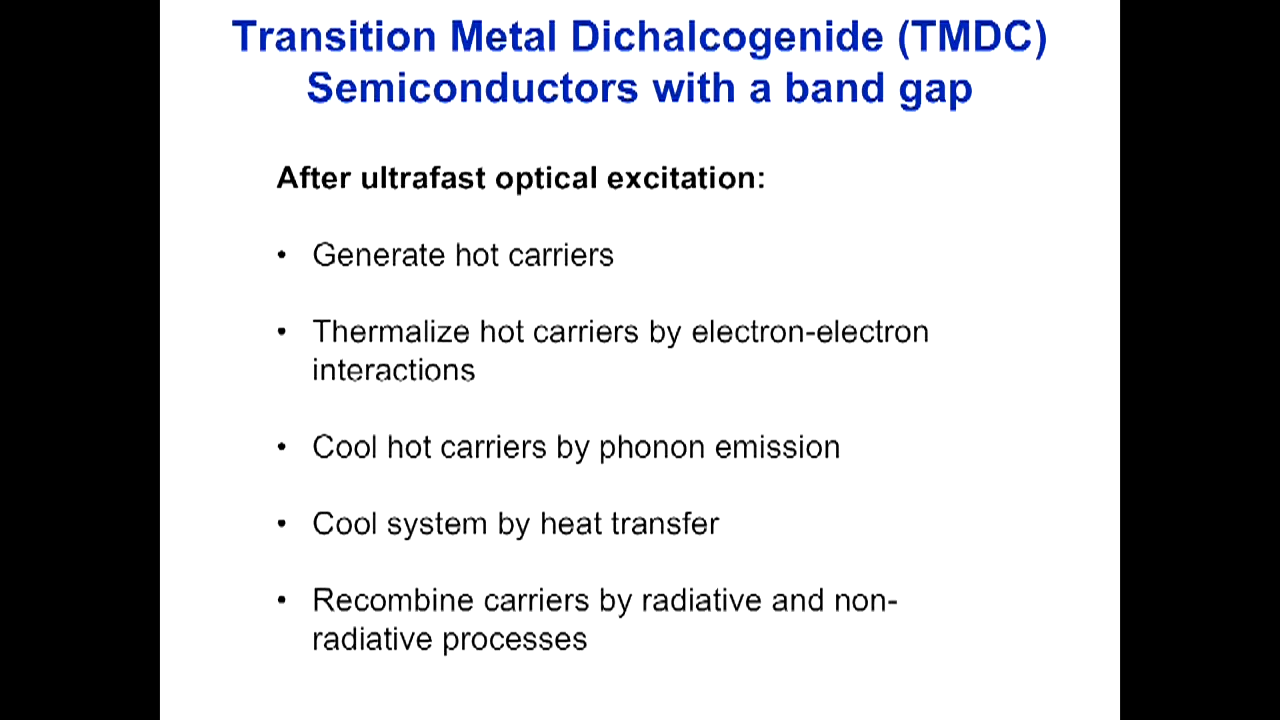 Transition Metal Dichalcogenide (TMDC)
Semiconductors with a band gap
After ultrafast optical excitation:
• Generate hot carriers
• Thermalize hot carriers by electron-electron
interactions
• Cool hot carriers by phonon emission
• Cool system by heat transfer
• Recombine carriers by radiative and non-
radiative processes